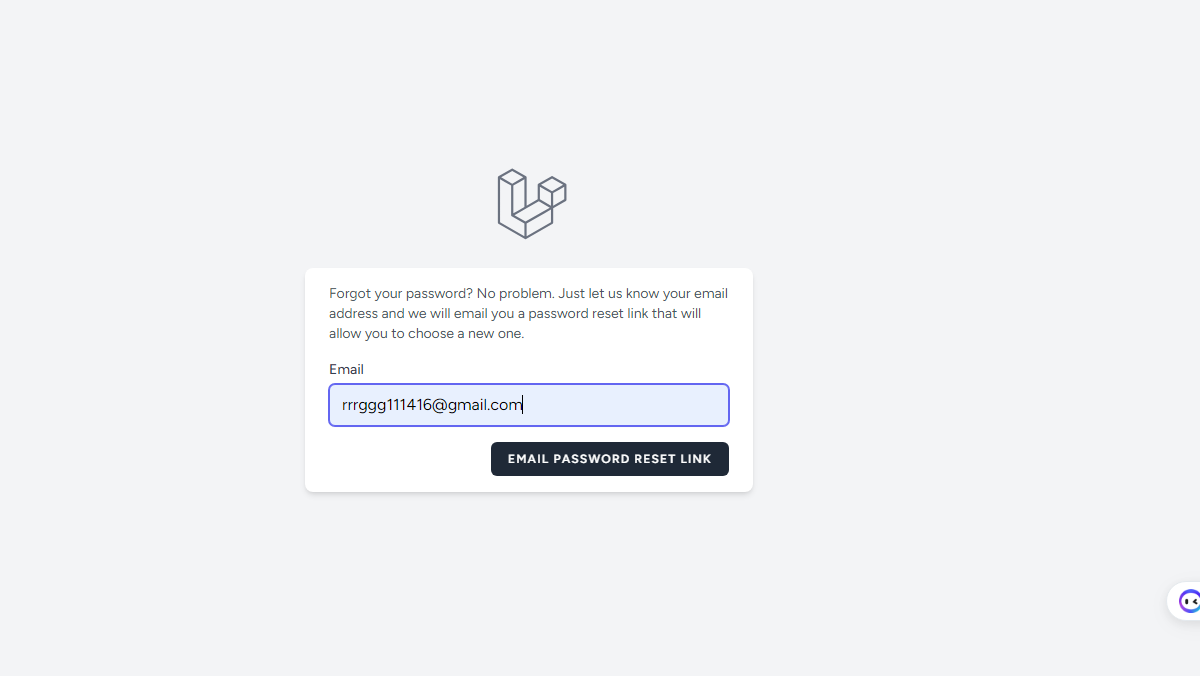 Forgot your password? No problem. Just let us know your email
address and we will email you a password reset link that will
allow you to choose a new one.
Email
rrrggg111416@gmail.com
EMAIL PASSWORD RESET LINK